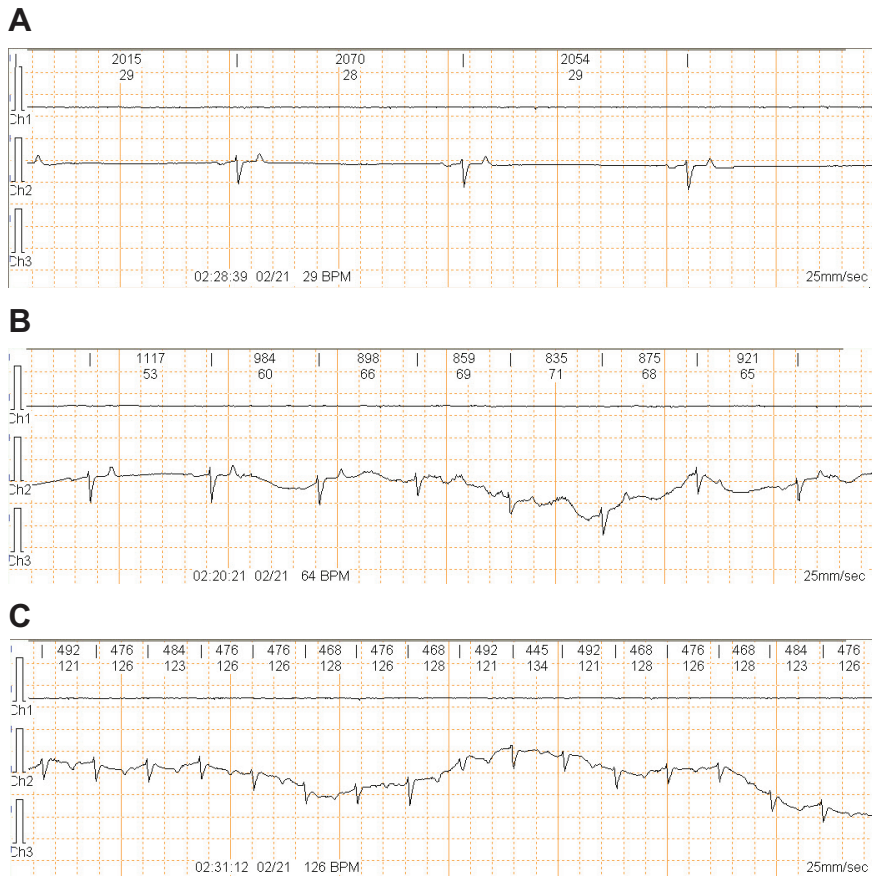 A
2015 2070 2054
29 28 29
Ch1
Ch2
Ch3
02:28:39 02/21 29 BPM 25mm/sec
B
1117 984 898 859 835 875 921
53 60 66 69 71 68 65
Ch1
Ch2
Ch3
02:20:21 02/21 64 BPM 25mm/sec
C
492 476 484 476 476 468 476 468 492 445 492 468 476 468 484 476
121 126 123 126 126 128 126 128 121 134 121 128 126 128 123 126
Ch1
Ch2
Ch3
02:31:12 02/21 126 BPM 25mm/sec